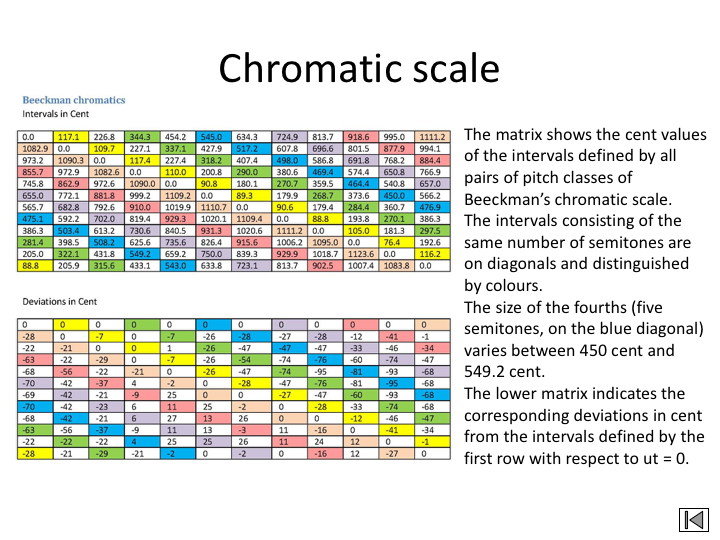 Chromatic scale
Beeckman chromatics
Intervals in Cent
0.0 117.1 226.8 344.3 454.2 545.0 634.3 724.9 813.7 918.6 995.0 1111.2
1082.9 0.0 109.7 227.1 337.1 427.9 517.2 607.8 696.6 801.5 877.9 994.1
973.2 1090.3 0.0 117.4 227.4 318.2 407.4 498.0 586.8 691.8 768.2 884.4
855.7 972.9 1082.6 0.0 110.0 200.8 290.0 380.6 469.4 574.4 650.8 766.9
745.8 862.9 972.6 1090.0 0.0 90.8 180.1 270.7 359.5 464.4 540.8 657.0
655.0 772.1 881.8 999.2 1109.2 0.0 89.3 179.9 268.7 373.6 450.0 566.2
565.7 682.8 792.6 910.0 1019.9 1110.7 0.0 90.6 179.4 284.4 360.7 476.9
475.1 592.2 702.0 819.4 929.3 1020.1 1109.4 0.0 88.8 193.8 270.1 386.3
386.3 503.4 613.2 730.6 840.5 931.3 1020.6 1111.2 0.0 105.0 181.3 297.5
281.4 398.5 508.2 625.6 735.6 826.4 915.6 1006.2 1095.0 0.0 76.4 192.6
205.0 322.1 431.8 549.2 659.2 750.0 839.3 929.9 1018.7 1123.6 0.0 116.2
88.8 205.9 315.6 433.1 543.0 633.8 723.1 813.7 902.5 1007.4 1083.8 0.0
Deviations in Cent
0 0 0 0 0 0 0 0 0 0 0 0
-28 0 -7 0 -7 -26 -28 -27 -28 -12 -41 -1
-22 -21 0 0 1 -26 -47 -47 -47 -33 -46 -34
-63 -22 -29 0 -7 -26 -54 -74 -76 -60 -74 -47
-68 -56 -22 -21 0 -26 -47 -74 -95 -81 -93 -68
-70 -42 -37 4 -2 0 -28 -47 -76 -81 -95 -68
-69 -42 -21 -9 25 0 0 -27 -47 -60 -93 -68
-70 -42 -23 6 11 25 -2 0 -28 -33 -74 -68
-68 -42 -21 6 27 13 26 0 0 -12 -46 -47
-63 -56 -37 -9 11 13 -3 11 -16 0 -41 -34
-22 -22 -22 4 25 25 26 11 24 12 0 -1
-28 -21 -29 -21 -2 0 -2 0 -16 12 -27 0
The matrix shows the cent values
of the intervals defined by all
pairs of pitch classes of
Beeckman's chromatic scale.
The intervals consisting of the
same number of semitones are
on diagonals and distinguished
by colours.
The size of the fourths (five
semitones, on the blue diagonal)
varies between 450 cent and
549.2 cent.
The lower matrix indicates the
corresponding deviations in cent
from the intervals defined by the
first row with respect to ut = 0.